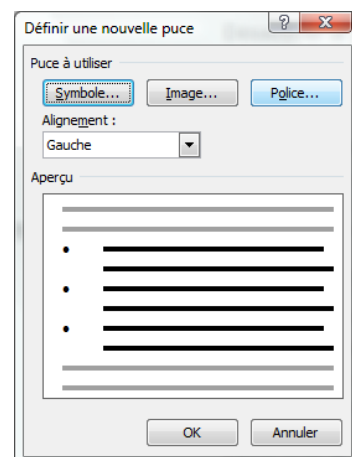 Définir une nouvelle puce
Puce à utiliser
Symbole... Image... Police...
Alignement :
Gauche
Aperçu
OK Annuler